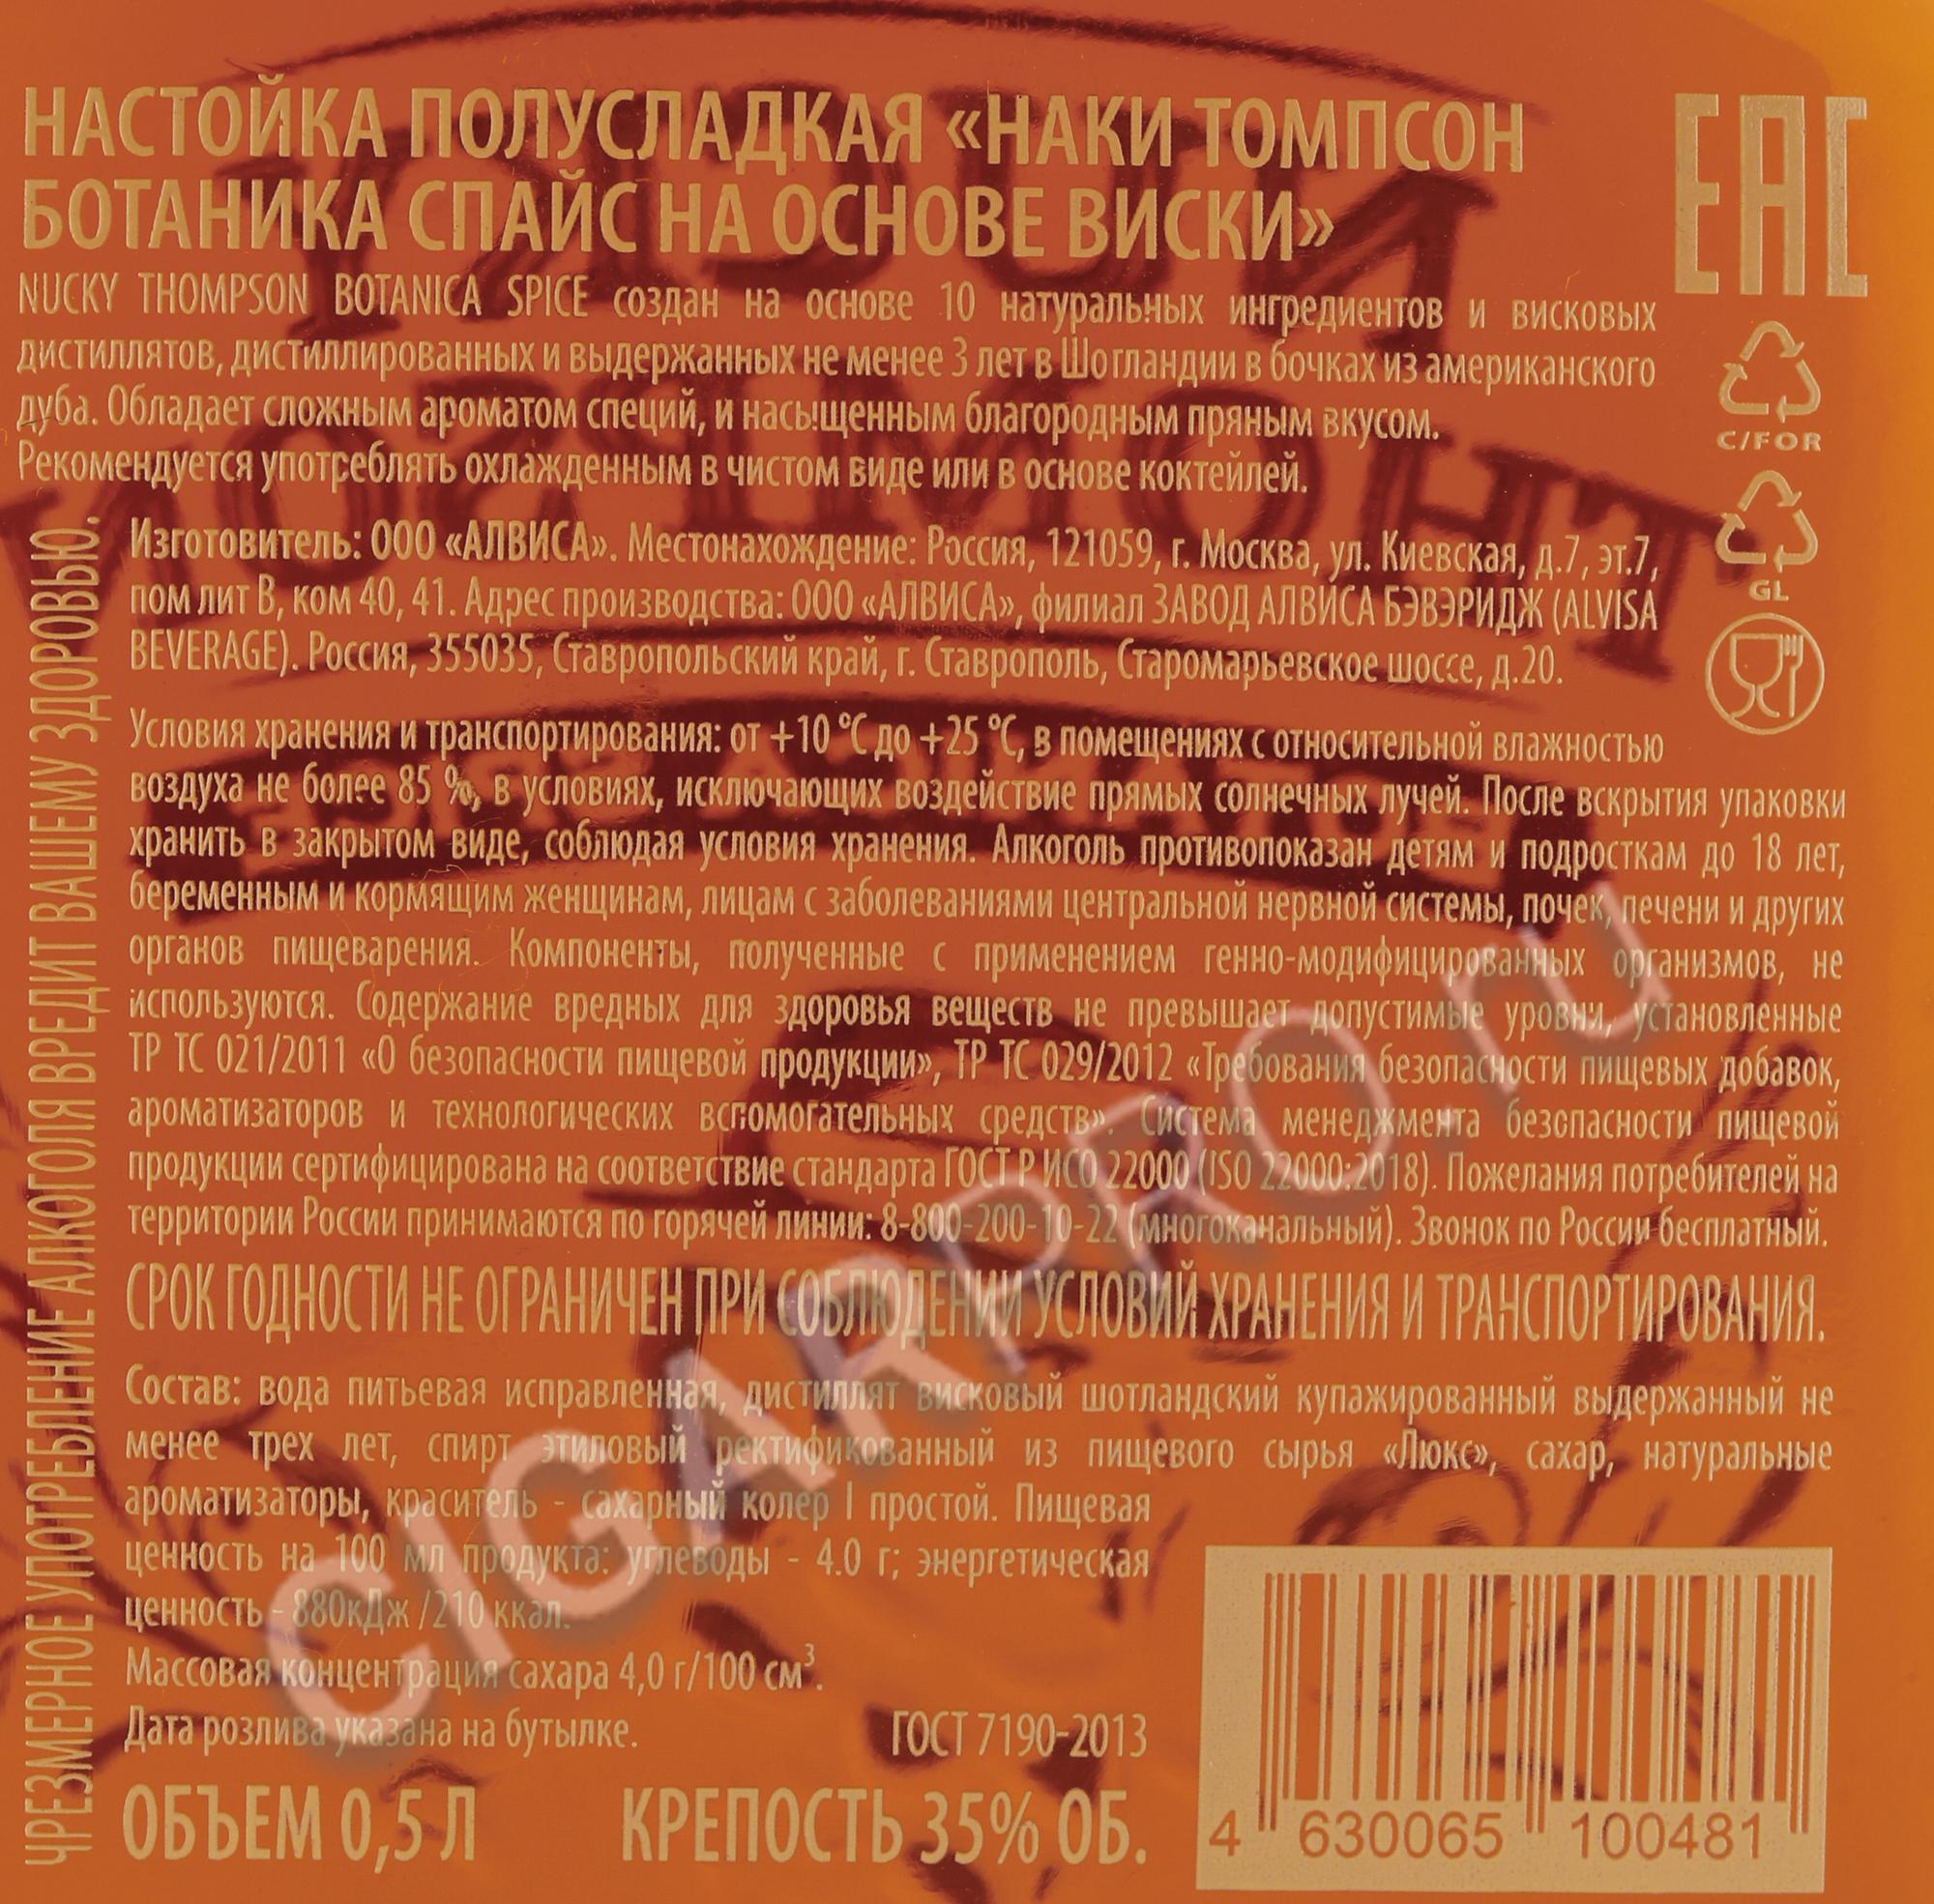 НАСТОЙКА ПОЛУСЛАДКАЯ «НАКИ ТОМПСОН
БОТАНИКА СПАЙС НА ОСНОВЕ ВИСКИ»
NUCKY THOMPSON BOTANICA SPICE создан на основе 10 натуральных ингредиентов и висковых
дистиллятов, дистиллированных и выдержанных не менее 3 лет в Шотландии в бочках из американского
дуба. Обладает сложным ароматом специй, и насыщенным благородным пряным вкусом.
Рекомендуется употреблять охлажденным в чистом виде или в основе коктейлей.
Изготовитель: ООО «АЛВИСА». Местонахождение: Россия, 121059, г. Москва, ул. Киевская, д.7, эт.7,
пом лит В, ком 40, 41. Адрес производства: ООО «АЛВИСА», филиал ЗАВОД АЛВИСА БЭВЭРИДЖ (ALVISA
BEVERAGE). Россия, 355035, Ставропольский край, г. Ставрополь, Старомарьевское шоссе, д.20.
Условия хранения и транспортирования: от +10 °С до +25 °С, в помещениях с относительной влажностью
воздуха не более 85 %, в условиях, исключающих воздействие прямых солнечных лучей. После вскрытия упаковки
хранить в закрытом виде, соблюдая условия хранения. Алкоголь противопоказан детям и подросткам до 18 лет,
беременным и кормящим женщинам, лицам с заболеваниями центральной нервной системы, почек, печени и других
органов пищеварения. Компоненты, полученные с применением генно-модифицированных организмов, не
используются. Содержание вредных для здоровья веществ не превышает допустимые уровни, установленные
ТР ТС 021/2011 «О безопасности пищевой продукции», ТР ТС 029/2012 «Требования безопасности пищевых добавок,
ароматизаторов и технологических вспомогательных средств». Система менеджмента безопасности пищевой
продукции сертифицирована на соответствие стандарта ГОСТ Р ИСО 22000 (ISO 22000:2018). Пожелания потребителей на
территории России принимаются по горячей линии: 8-800-200-10-22 (многоканальный). Звонок по России бесплатный.
СРОК ГОДНОСТИ НЕ ОГРАНИЧЕН ПРИ СОБЛЮДЕНИИ УСЛОВИЙ ХРАНЕНИЯ И ТРАНСПОРТИРОВАНИЯ.
Состав: вода питьевая исправленная, дистиллят висковый шотландский купажированный выдержанный не
менее трех лет, спирт этиловый ректификованный из пищевого сырья «Люкс», сахар, натуральные
ароматизаторы, краситель - сахарный колер I простой. Пищевая
ценность на 100 мл продукта: углеводы - 4.0 г; энергетическая
ценность - 880кДж /210 ккал.
Массовая концентрация сахара 4,0 г/100 см³.
Дата розлива указана на бутылке.
ГОСТ 7190-2013
ОБЪЕМ 0,5 Л
КРЕПОСТЬ 35% ОБ.
ЧРЕЗМЕРНОЕ УПОТРЕБЛЕНИЕ АЛКОГОЛЯ ВРЕДИТ ВАШЕМУ ЗДОРОВЬЮ.
EAC
C/FOR
GL
4 630065 100481
NUCKY
THOMPSON
BOTANICA SPICE
CIGARPRO.ru